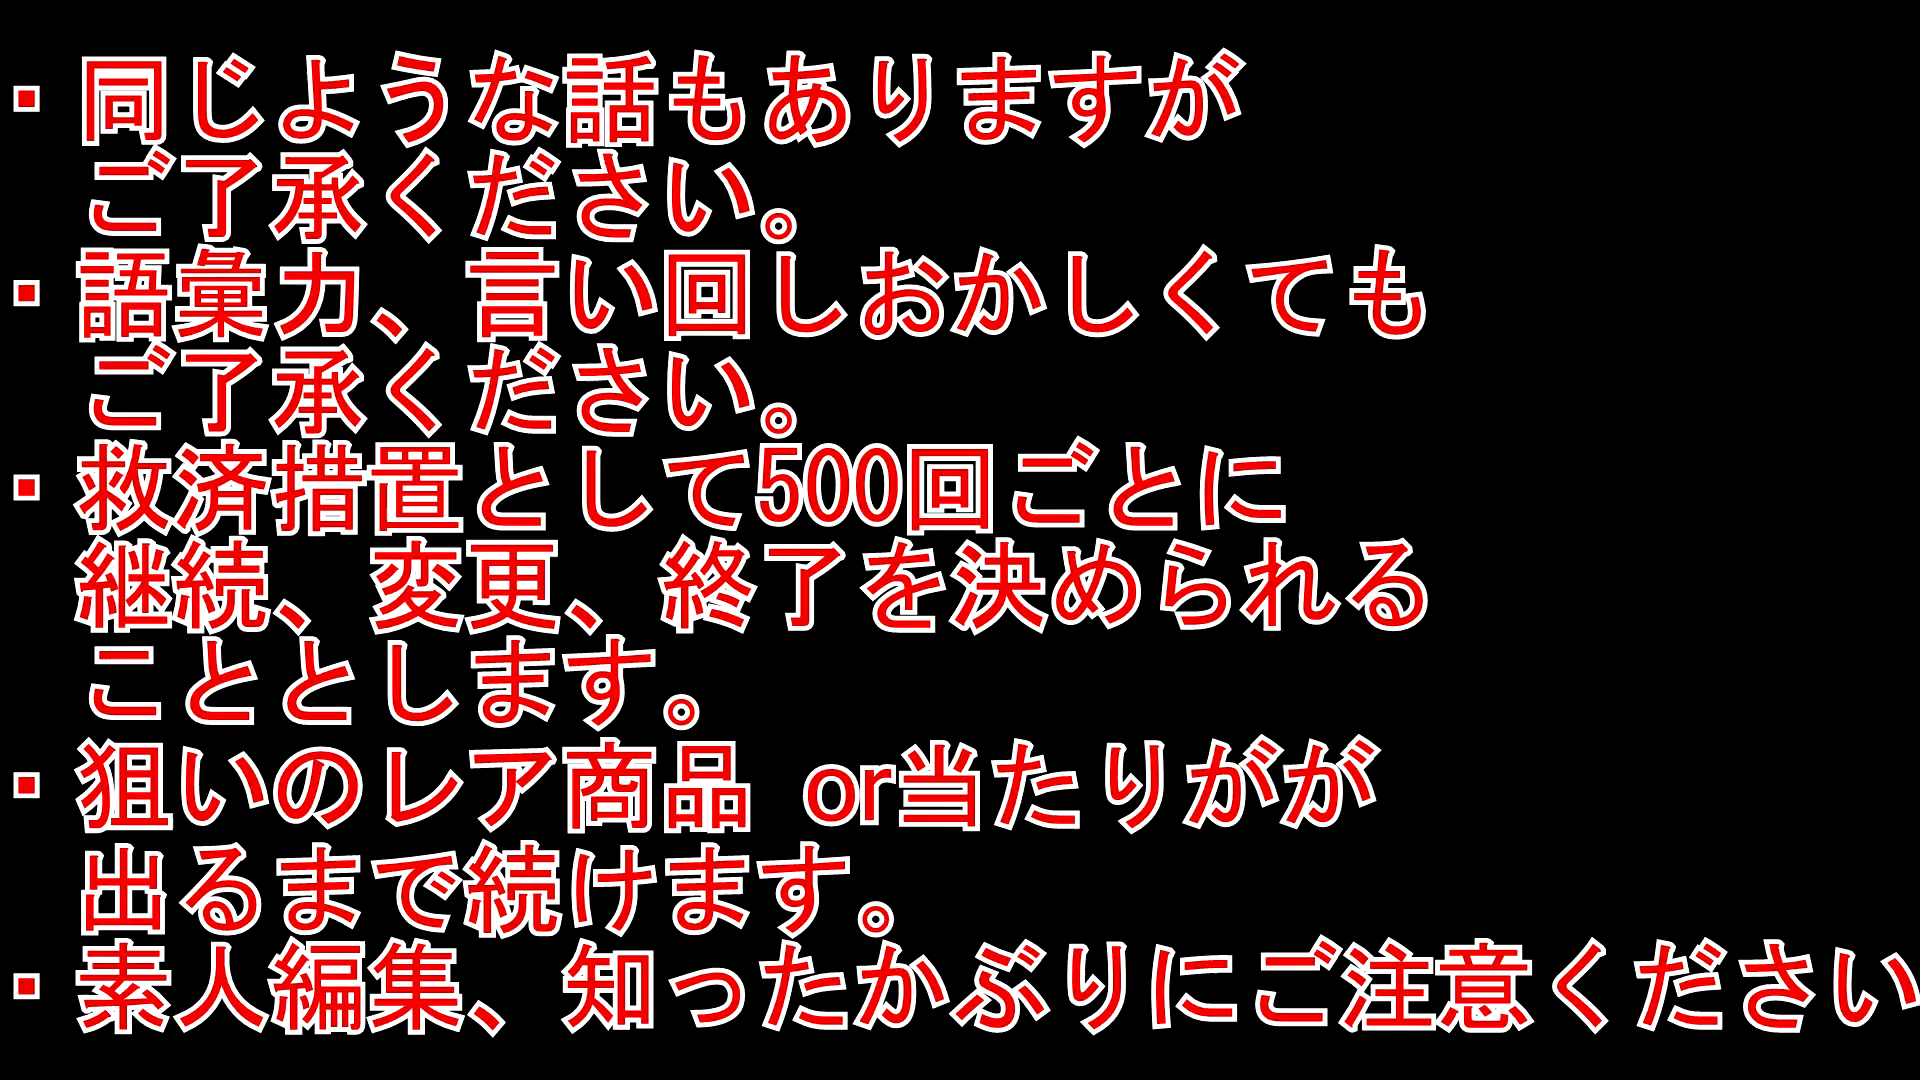 ・同じような話もありますが
ご了承ください。
・語彙力、言い回しおかしくても
ご了承ください。
・救済措置として500回ごとに
継続、変更、終了を決められる
こととします。
・狙いのレア商品 or当たりがが
出るまで続けます。
・素人編集、知ったかぶりにご注意ください